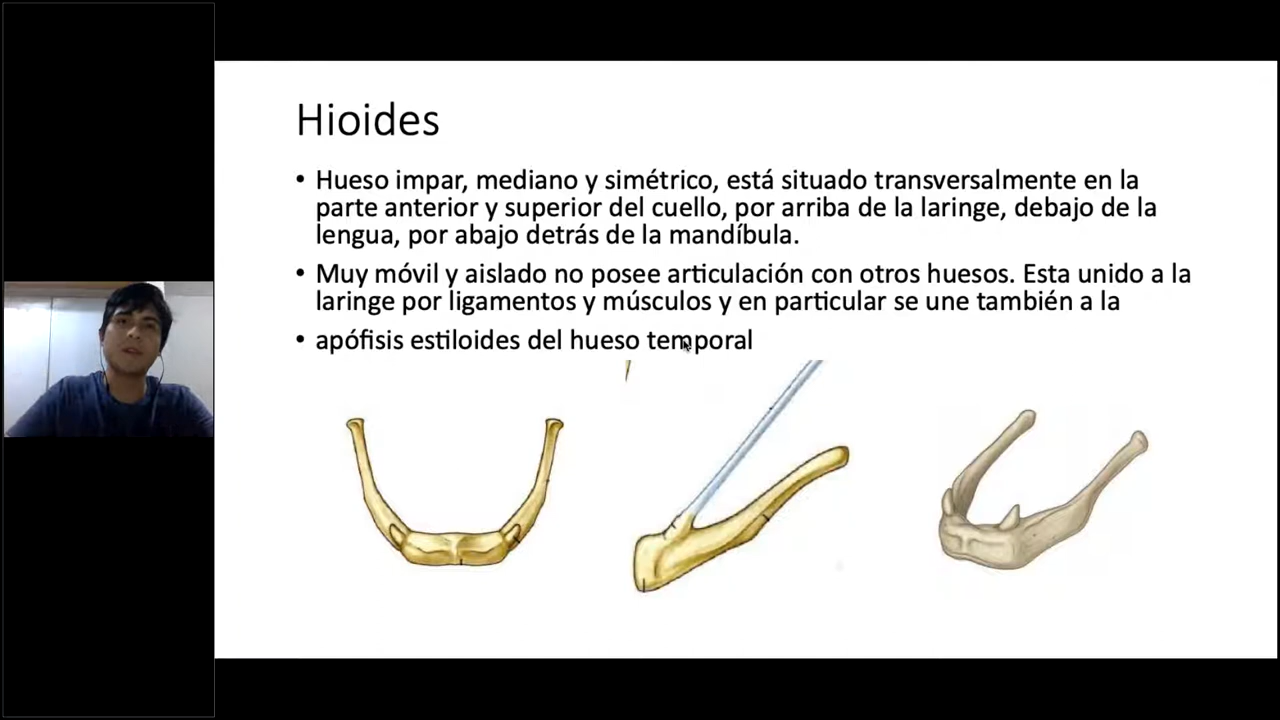 Hioides
• Hueso impar, mediano y simétrico, está situado transversalmente en la
parte anterior y superior del cuello, por arriba de la laringe, debajo de la
lengua, por abajo detrás de la mandíbula.
• Muy móvil y aislado no posee articulación con otros huesos. Esta unido a la
laringe por ligamentos y músculos y en particular se une también a la
• apófisis estiloides del hueso temporal